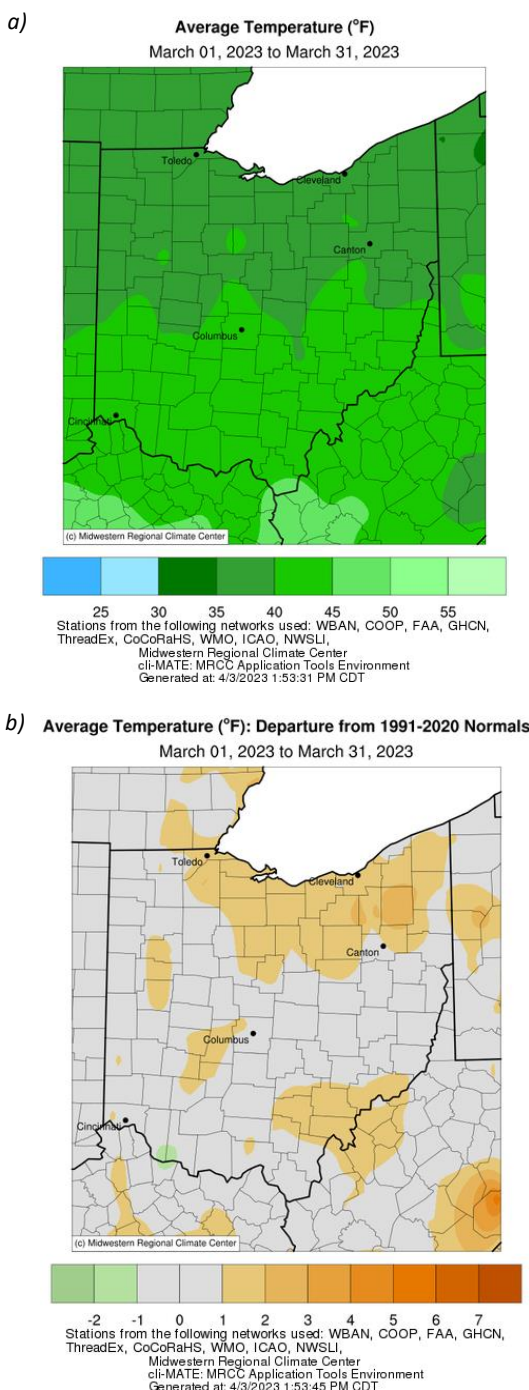 a)
Average Temperature (°F)
March 01, 2023 to March 31, 2023
Toledo
Cleveland
Canton
Columbus
Cincinnati
(c) Midwestern Regional Climate Center
25 30 35 40 45 50 55
Stations from the following networks used: WBAN, COOP, FAA, GHCN,
ThreadEx, CoCoRaHS, WMO, ICAO, NWSLI,
Midwestern Regional Climate Center
cli-MATE: MRCC Application Tools Environment
Generated at: 4/3/2023 1:53:31 PM CDT
b)
Average Temperature (°F): Departure from 1991-2020 Normals
March 01, 2023 to March 31, 2023
Toledo
Cleveland
Canton
Columbus
Cincinnati
(c) Midwestern Regional Climate Center
-2 -1 0 1 2 3 4 5 6 7
Stations from the following networks used: WBAN, COOP, FAA, GHCN,
ThreadEx, CoCoRaHS, WMO, ICAO, NWSLI,
Midwestern Regional Climate Center
cli-MATE: MRCC Application Tools Environment
Generated at: 4/3/2023 1:53:45 PM CDT